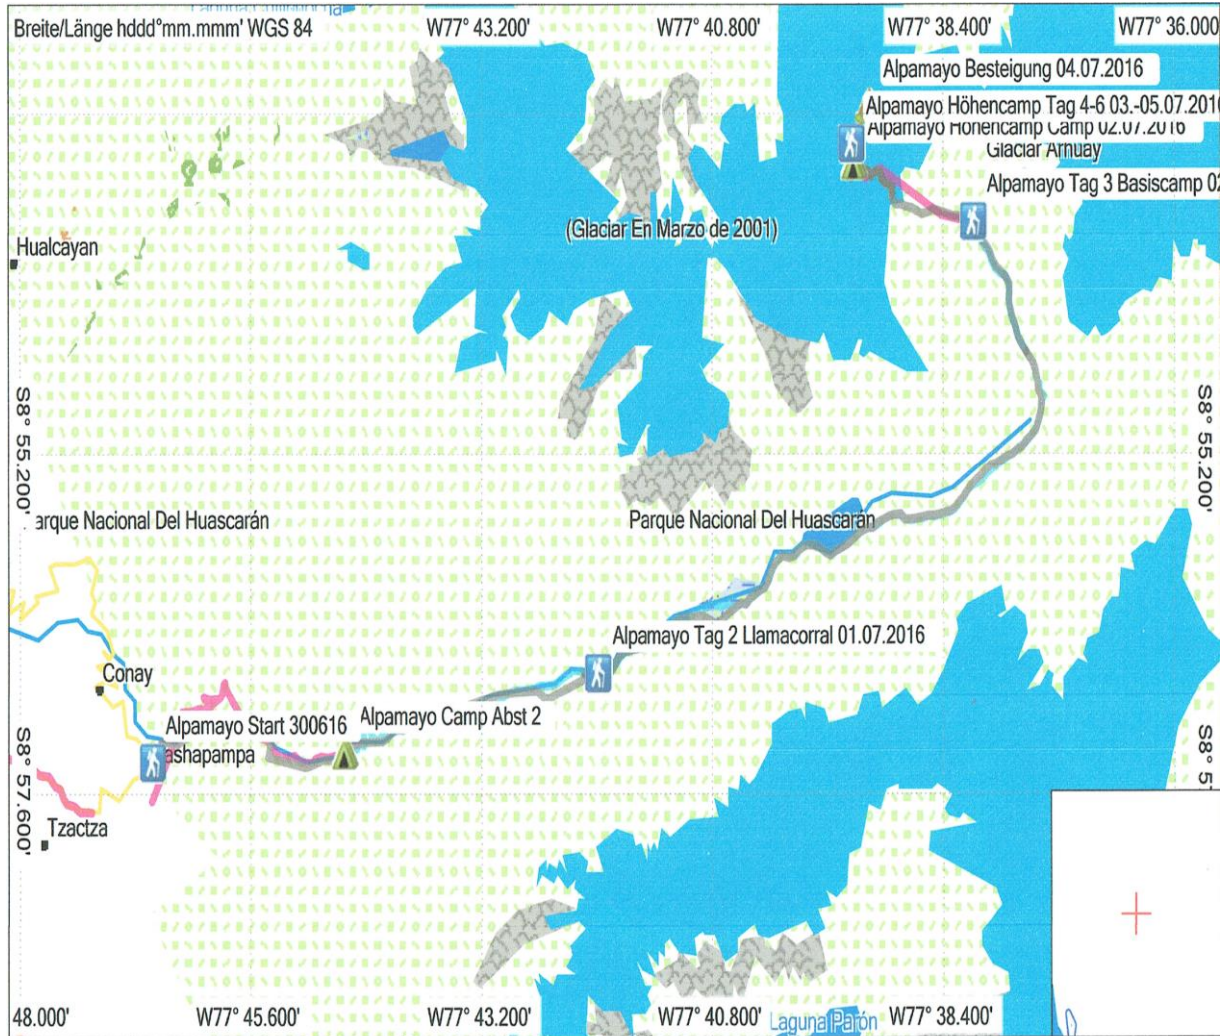 Breite/Länge hddd°mm.mmm' WGS 84
W77° 43.200'
W77° 40.800'
W77° 38.400'
W77° 36.000'
Alpamayo Besteigung 04.07.2016
Alpamayo Höhencamp Tag 4-6 03.-05.07.2016
Alpamayo Höhencamp Camp 02.07.2016
Glaciar Arhuay
Alpamayo Tag 3 Basiscamp 02
(Glaciar En Marzo de 2001)
Hualcayan
S8° 55.200'
S8° 55.200'
arque Nacional Del Huascarán
Parque Nacional Del Huascarán
Alpamayo Tag 2 Llamacorral 01.07.2016
Conay
Alpamayo Start 300616
Alpamayo Camp Abst 2
ashapampa
S8° 57.600'
S8° 5
Tzactza
48.000'
W77° 45.600'
W77° 43.200'
W77° 40.800'
Laguna Parón
W77° 38.400'